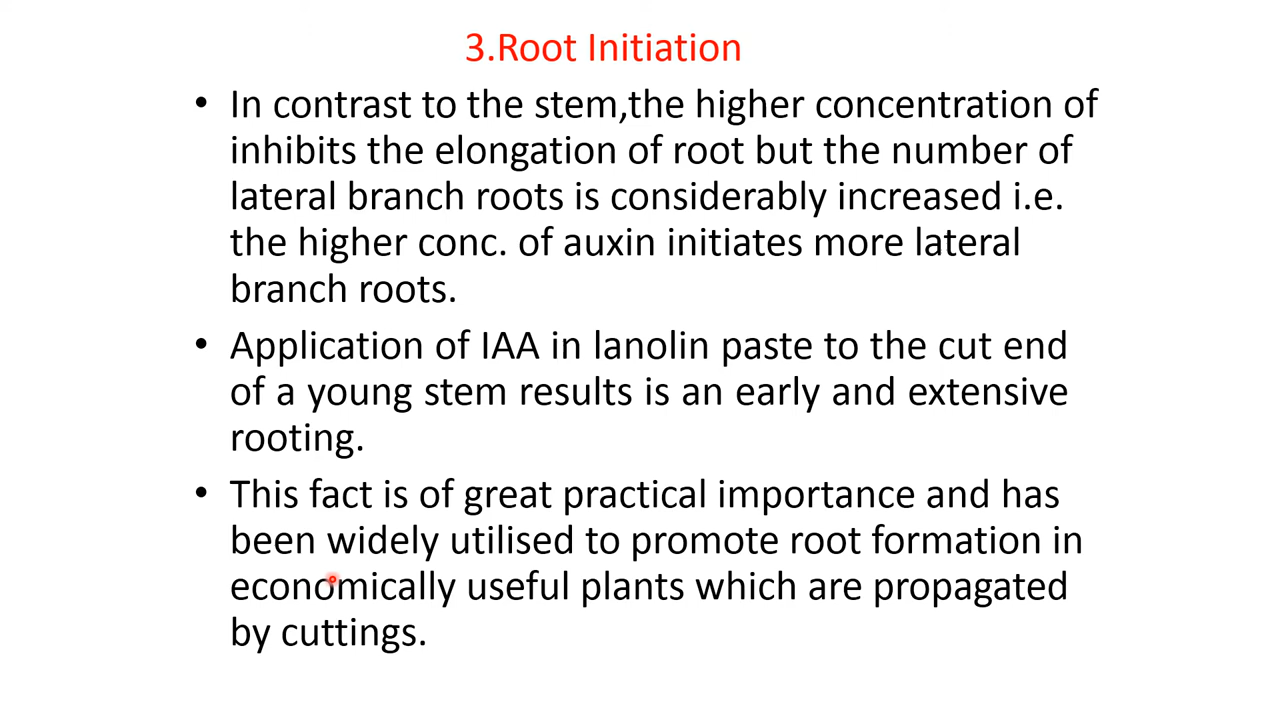 3.Root Initiation
• In contrast to the stem,the higher concentration of
inhibits the elongation of root but the number of
lateral branch roots is considerably increased i.e.
the higher conc. of auxin initiates more lateral
branch roots.
• Application of IAA in lanolin paste to the cut end
of a young stem results is an early and extensive
rooting.
• This fact is of great practical importance and has
been widely utilised to promote root formation in
economically useful plants which are propagated
by cuttings.